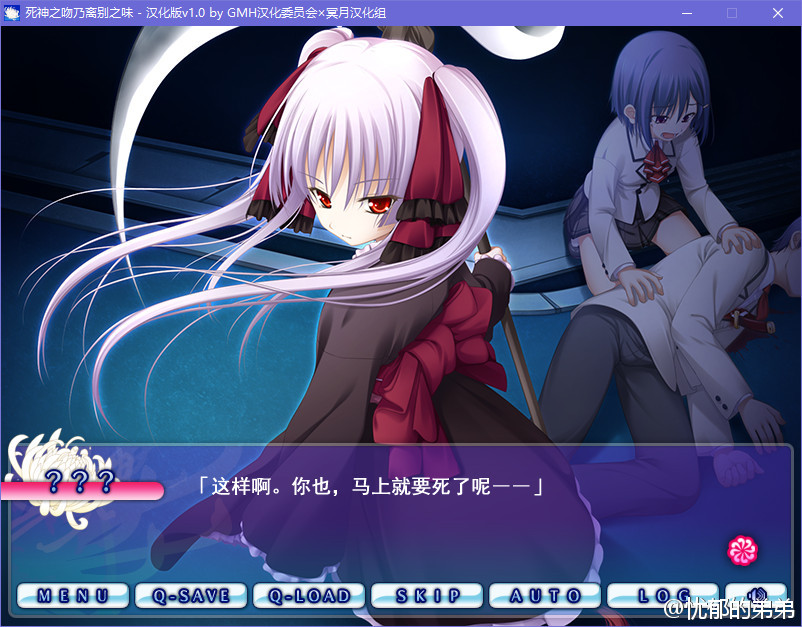 死神之吻乃离别之味 - 汉化版v1.0 by GMH汉化委员会×冥月汉化组
？？？
「这样啊。你也，马上就要死了呢——」
MENU
Q-SAVE
Q-LOAD
SKIP
AUTO
LOG
@忧郁的弟弟